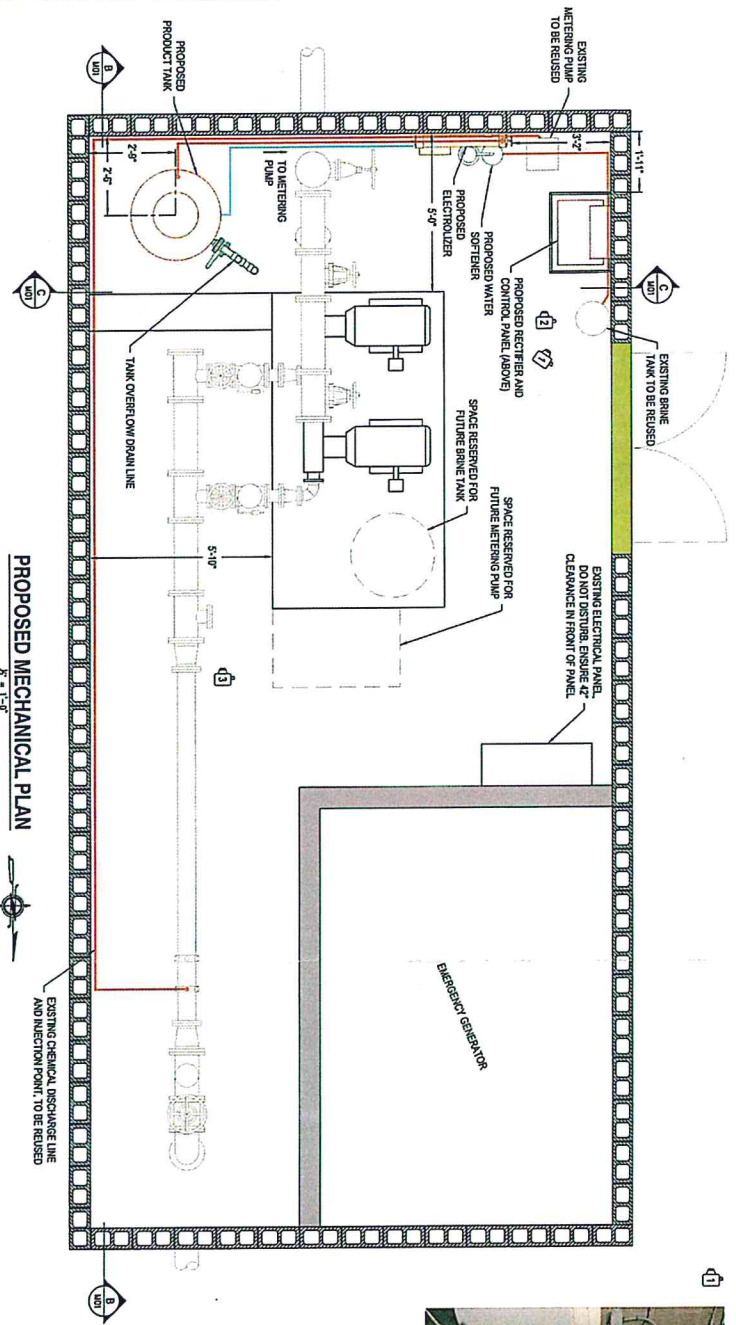 EXISTING
METERING PUMP
TO BE REUSED
PROPOSED
PRODUCT TANK
B
M01
2'-9"
2'-5"
TO METERING
PUMP
3'-2"
1'-11"
5'-0"
PROPOSED
ELECTROLIZER
PROPOSED WATER
SOFTENER
PROPOSED RECTIFIER AND
CONTROL PANEL (ABOVE)
C
M01
C
M01
2
EXISTING BRINE
TANK TO BE REUSED
TANK OVERFLOW DRAIN LINE
SPACE RESERVED FOR
FUTURE BRINE TANK
SPACE RESERVED FOR
FUTURE METERING PUMP
5'-10"
3
EXISTING ELECTRICAL PANEL,
DO NOT DISTURB. ENSURE 42"
CLEARANCE IN FRONT OF PANEL
EMERGENCY GENERATOR
EXISTING CHEMICAL DISCHARGE LINE
AND INJECTION POINT, TO BE REUSED
B
M01
1
PROPOSED MECHANICAL PLAN